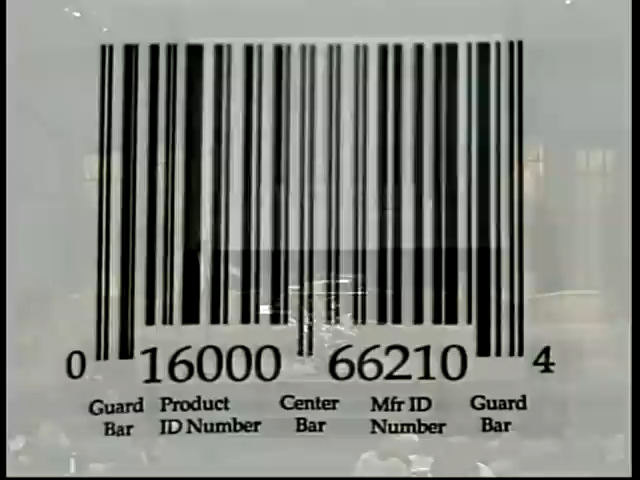 0 16000 66210 4
Guard Bar
Product ID Number
Center Bar
Mfr ID Number
Guard Bar